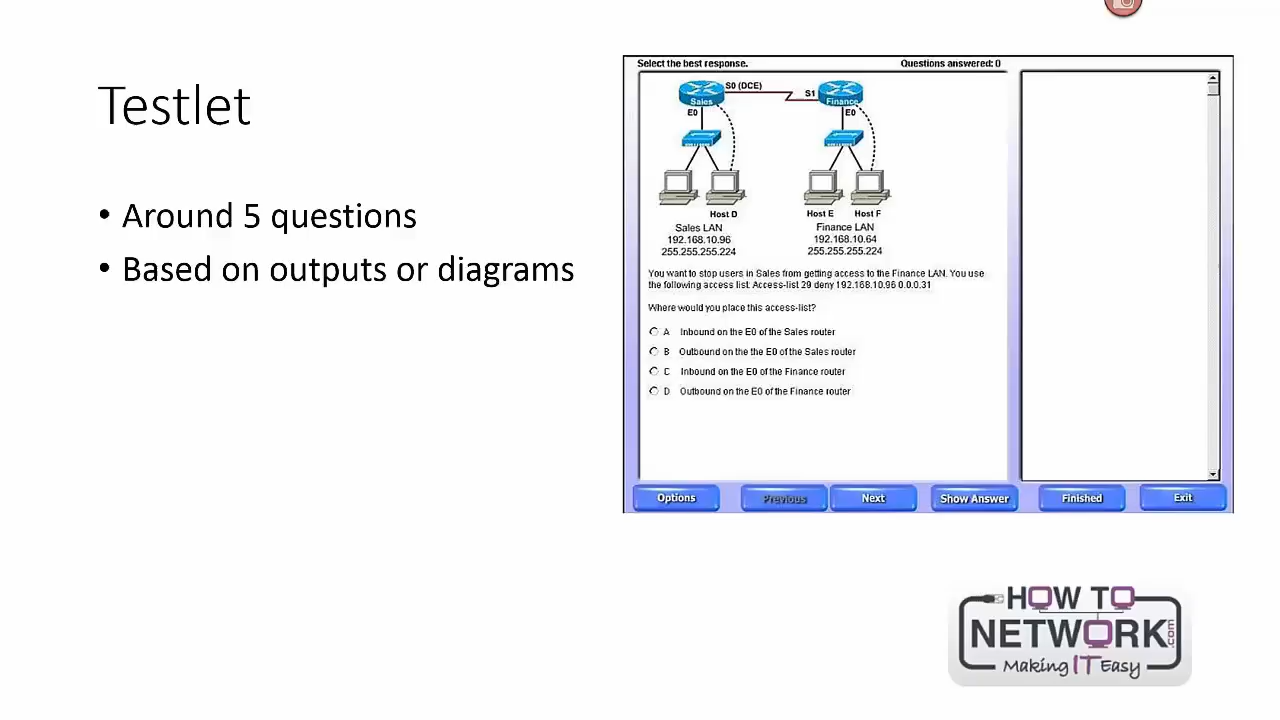 Testlet
• Around 5 questions
• Based on outputs or diagrams
Select the best response. Questions answered: 0
S0 (DCE)
S1
Sales
Finance
E0
E0
Host D
Host E Host F
Sales LAN
192.168.10.96
255.255.255.224
Finance LAN
192.168.10.64
255.255.255.224
You want to stop users in Sales from getting access to the Finance LAN. You use
the following access list: Access-list 29 deny 192.168.10.96 0.0.0.31
Where would you place this access-list?
A Inbound on the E0 of the Sales router
B Outbound on the the E0 of the Sales router
C Inbound on the E0 of the Finance router
D Outbound on the E0 of the Finance router
Options Previous Next Show Answer Finished Exit
HOW TO
NETWORK.com
Making IT Easy